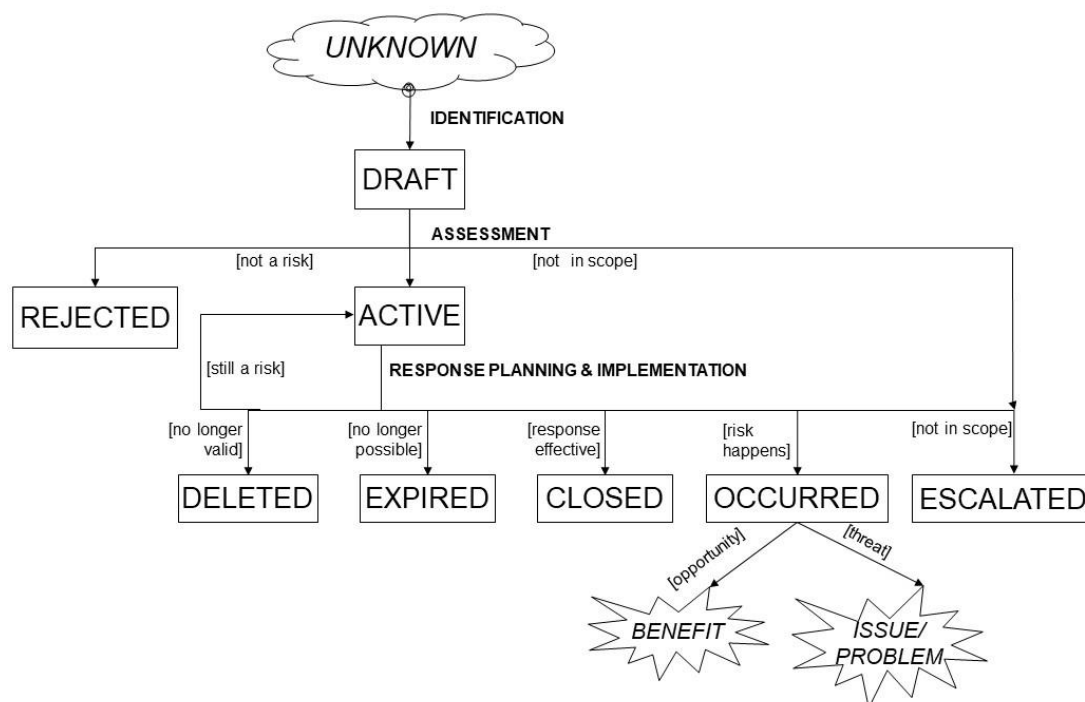 UNKNOWN
IDENTIFICATION
DRAFT
ASSESSMENT
[not a risk]
[not in scope]
REJECTED
ACTIVE
[still a risk]
RESPONSE PLANNING & IMPLEMENTATION
[no longer
valid]
[no longer
possible]
[response
effective]
[risk
happens]
[not in scope]
DELETED
EXPIRED
CLOSED
OCCURRED
ESCALATED
[opportunity]
[threat]
BENEFIT
ISSUE/
PROBLEM